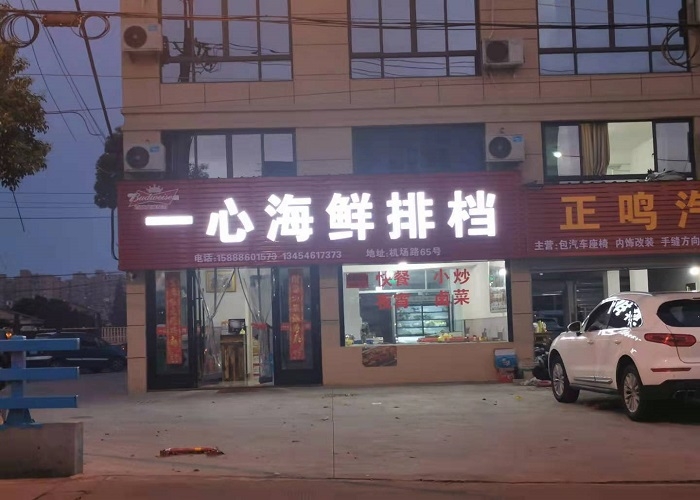 一心海鲜排档
电话:15888601579 13454617373 地址:机场路65号
正鸣汽
主营:包汽车座椅 内饰改装 手缝方向
快餐 小炒
卤菜